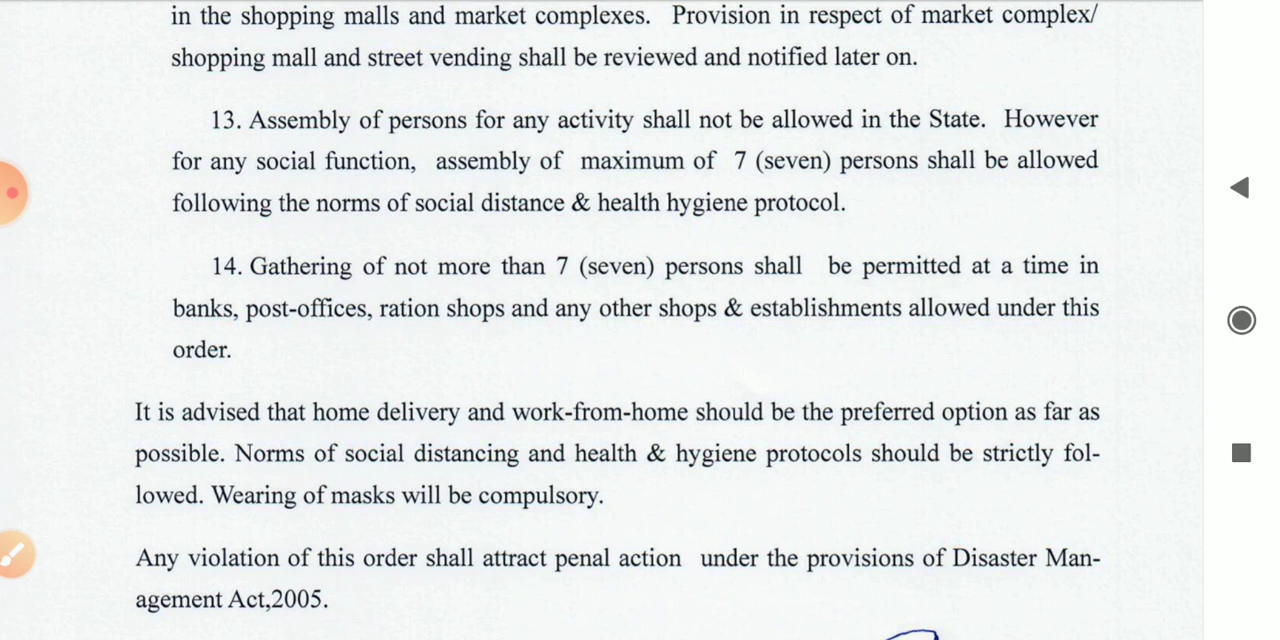 in the shopping malls and market complexes. Provision in respect of market complex/
shopping mall and street vending shall be reviewed and notified later on.
13. Assembly of persons for any activity shall not be allowed in the State. However
for any social function, assembly of maximum of 7 (seven) persons shall be allowed
following the norms of social distance & health hygiene protocol.
14. Gathering of not more than 7 (seven) persons shall be permitted at a time in
banks, post-offices, ration shops and any other shops & establishments allowed under this
order.
It is advised that home delivery and work-from-home should be the preferred option as far as
possible. Norms of social distancing and health & hygiene protocols should be strictly fol-
lowed. Wearing of masks will be compulsory.
Any violation of this order shall attract penal action under the provisions of Disaster Man-
agement Act,2005.